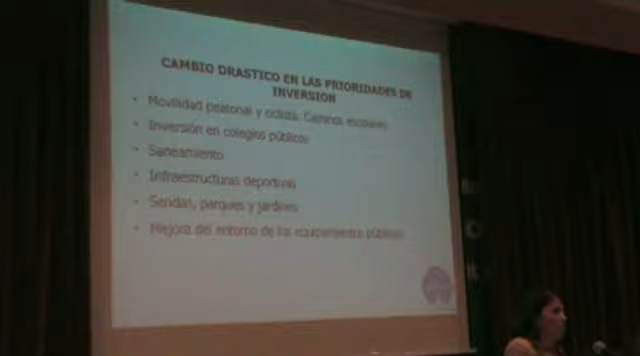 CAMBIO DRASTICO EN LAS PRIORIDADES DE
INVERSION
• Movilidad peatonal y ciclista. Caminos escolares
• Inversión en colegios públicos
• Saneamiento
• Infraestructuras deportivas
• Sendas, parques y jardines
• Mejora del entorno de los equipamientos públicos